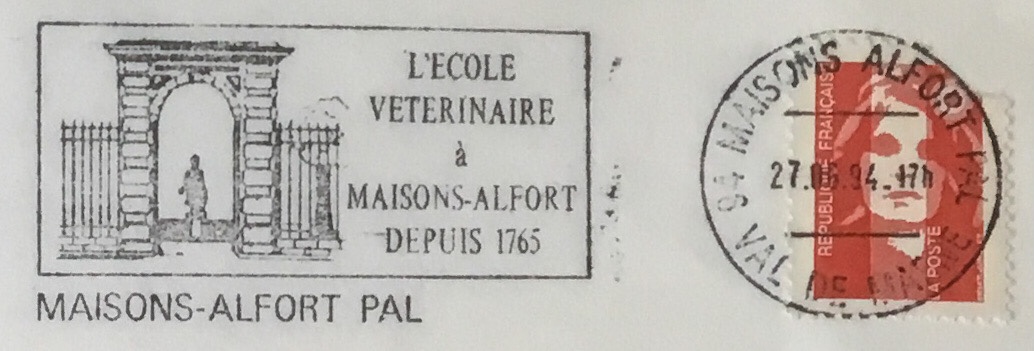 L'ECOLE
VETERINAIRE
à
MAISONS-ALFORT
DEPUIS 1765
MAISONS-ALFORT PAL
94 MAISONS ALFORT PAL
27.06.94.17h
VAL DE MARNE
REPUBLIQUE FRANÇAISE
LA POSTE